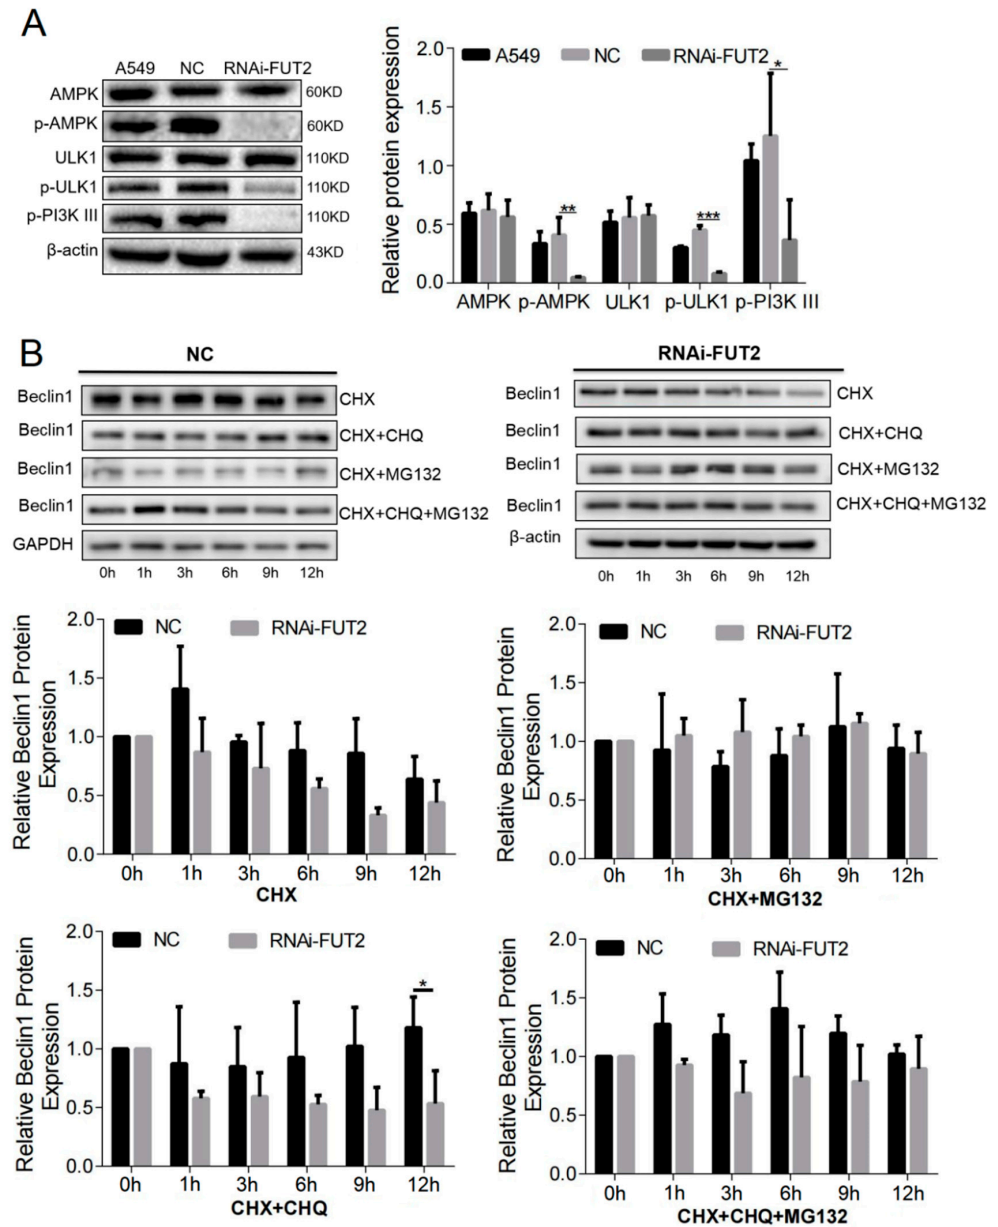 A
A549 NC RNAi-FUT2
AMPK 60KD
p-AMPK 60KD
ULK1 110KD
p-ULK1 110KD
p-PI3K III 110KD
β-actin 43KD
Relative protein expression
A549 NC RNAi-FUT2
2.0
1.5
1.0
0.5
0.0
** *** *
AMPK p-AMPK ULK1 p-ULK1 p-PI3K III
B
NC
Beclin1 CHX
Beclin1 CHX+CHQ
Beclin1 CHX+MG132
Beclin1 CHX+CHQ+MG132
GAPDH
0h 1h 3h 6h 9h 12h
RNAi-FUT2
Beclin1 CHX
Beclin1 CHX+CHQ
Beclin1 CHX+MG132
Beclin1 CHX+CHQ+MG132
β-actin
0h 1h 3h 6h 9h 12h
Relative Beclin1 Protein
Expression
NC RNAi-FUT2
2.0
1.5
1.0
0.5
0.0
0h 1h 3h 6h 9h 12h
CHX
Relative Beclin1 Protein
Expression
NC RNAi-FUT2
2.0
1.5
1.0
0.5
0.0
0h 1h 3h 6h 9h 12h
CHX+MG132
Relative Beclin1 Protein
Expression
NC RNAi-FUT2
2.0
1.5
1.0
0.5
0.0
*
0h 1h 3h 6h 9h 12h
CHX+CHQ
Relative Beclin1 Protein
Expression
NC RNAi-FUT2
2.0
1.5
1.0
0.5
0.0
0h 1h 3h 6h 9h 12h
CHX+CHQ+MG132